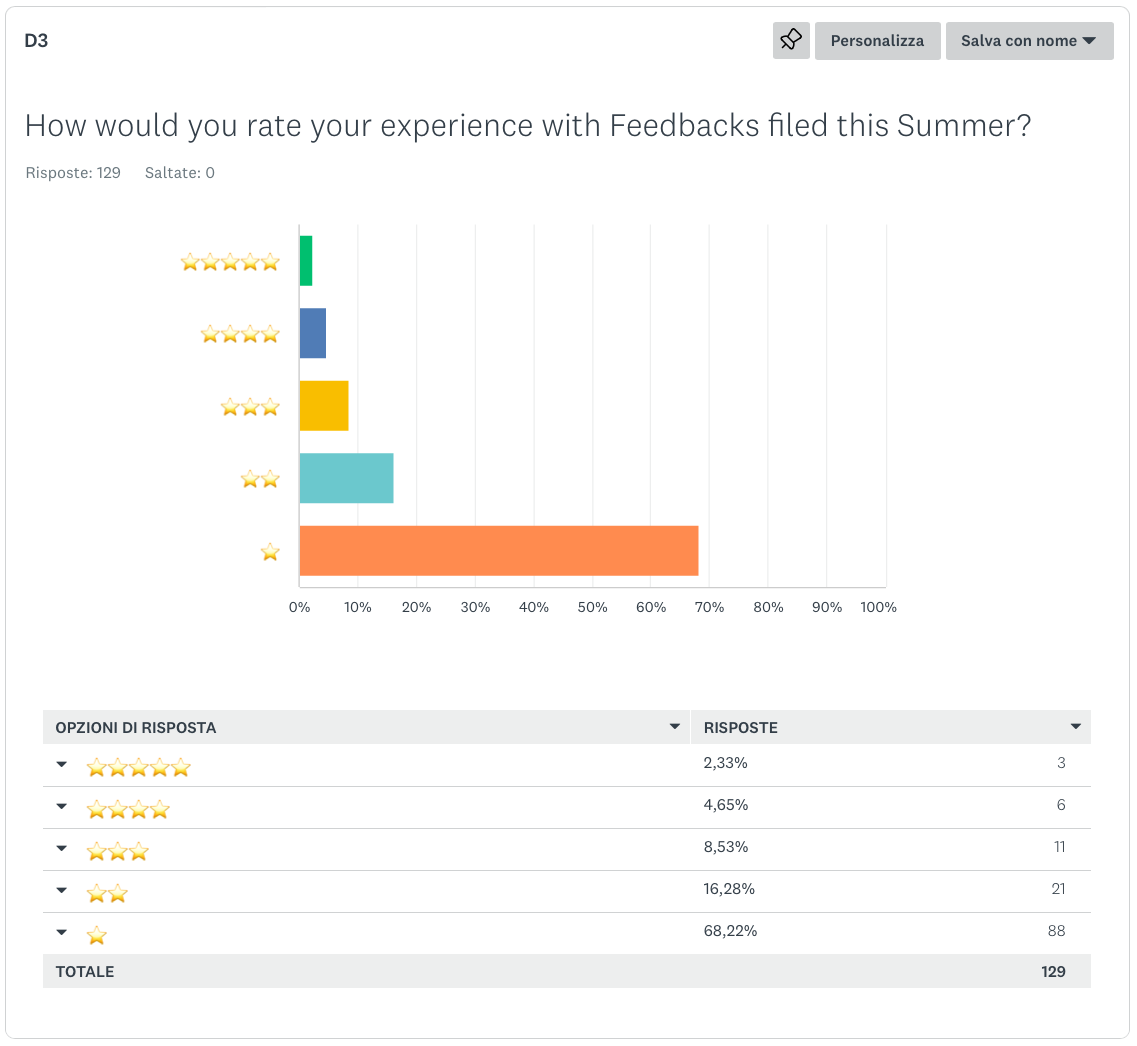 D3
Personalizza
Salva con nome
How would you rate your experience with Feedbacks filed this Summer?
Risposte: 129 Saltate: 0
0% 10% 20% 30% 40% 50% 60% 70% 80% 90% 100%
OPZIONI DI RISPOSTA RISPOSTE
2,33% 3
4,65% 6
8,53% 11
16,28% 21
68,22% 88
TOTALE 129